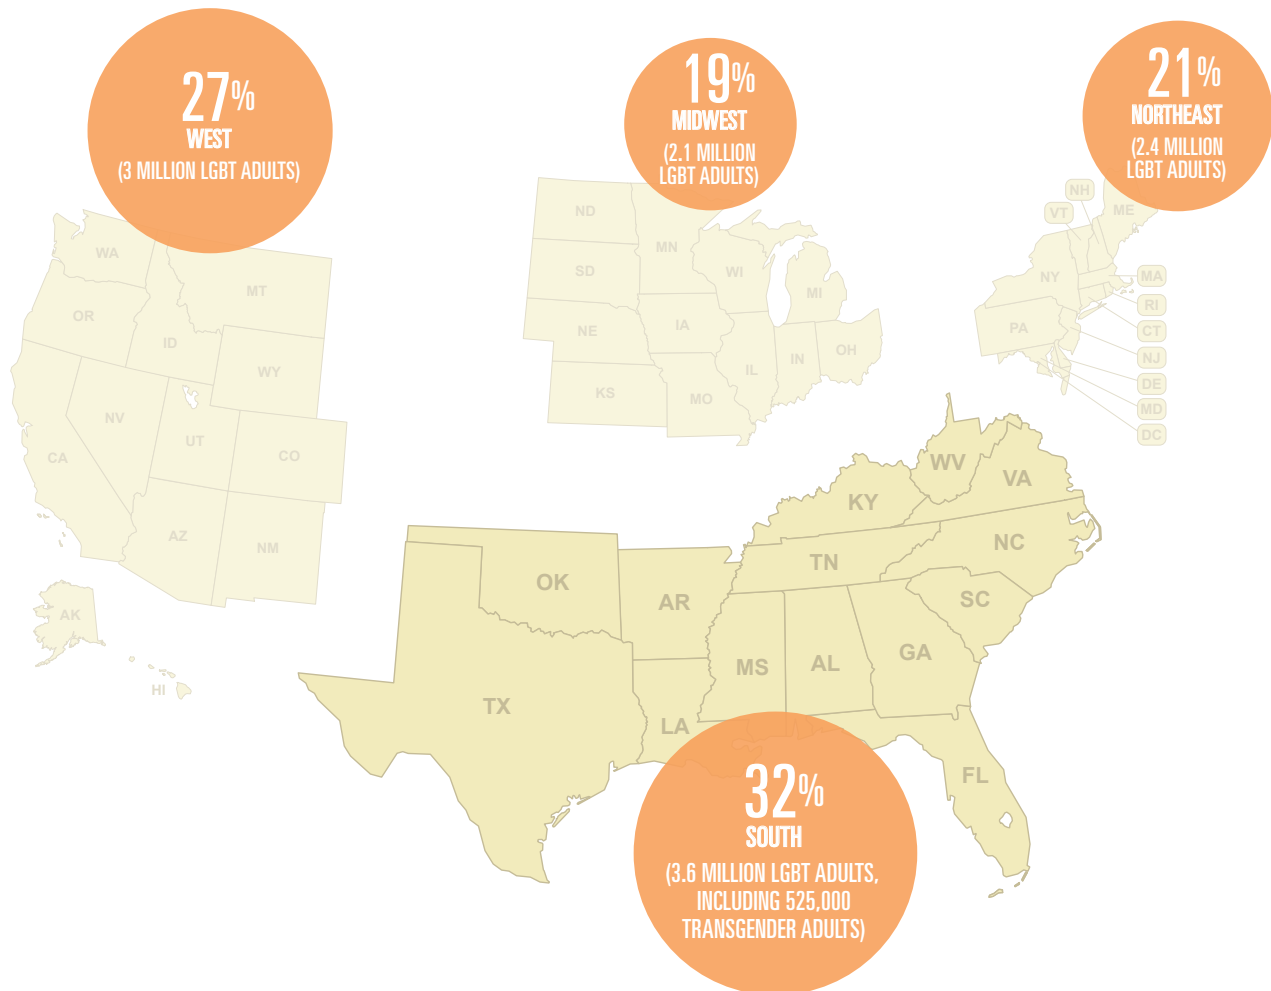 27%
WEST
(3 MILLION LGBT ADULTS)
19%
MIDWEST
(2.1 MILLION
LGBT ADULTS)
21%
NORTHEAST
(2.4 MILLION
LGBT ADULTS)
WA
OR
ID
MT
WY
CA
NV
UT
CO
AZ
NM
AK
HI
ND
SD
NE
KS
MN
IA
MO
WI
IL
IN
MI
OH
NH
VT
ME
NY
PA
MA
RI
CT
NJ
DE
MD
DC
WV
VA
KY
NC
TN
SC
OK
AR
MS
AL
GA
TX
LA
FL
32%
SOUTH
(3.6 MILLION LGBT ADULTS,
INCLUDING 525,000
TRANSGENDER ADULTS)